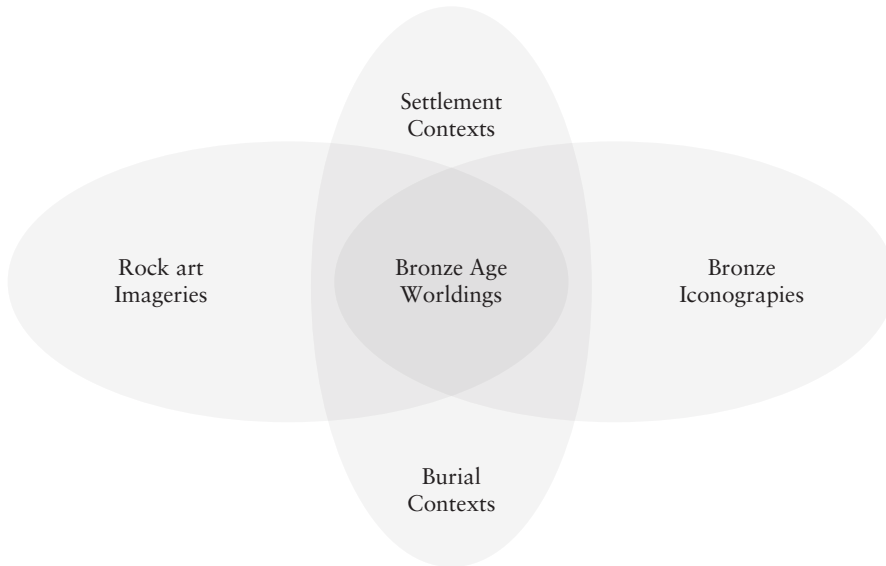 Settlement
Contexts
Rock art
Imageries
Bronze Age
Worldings
Bronze
Iconograpies
Burial
Contexts